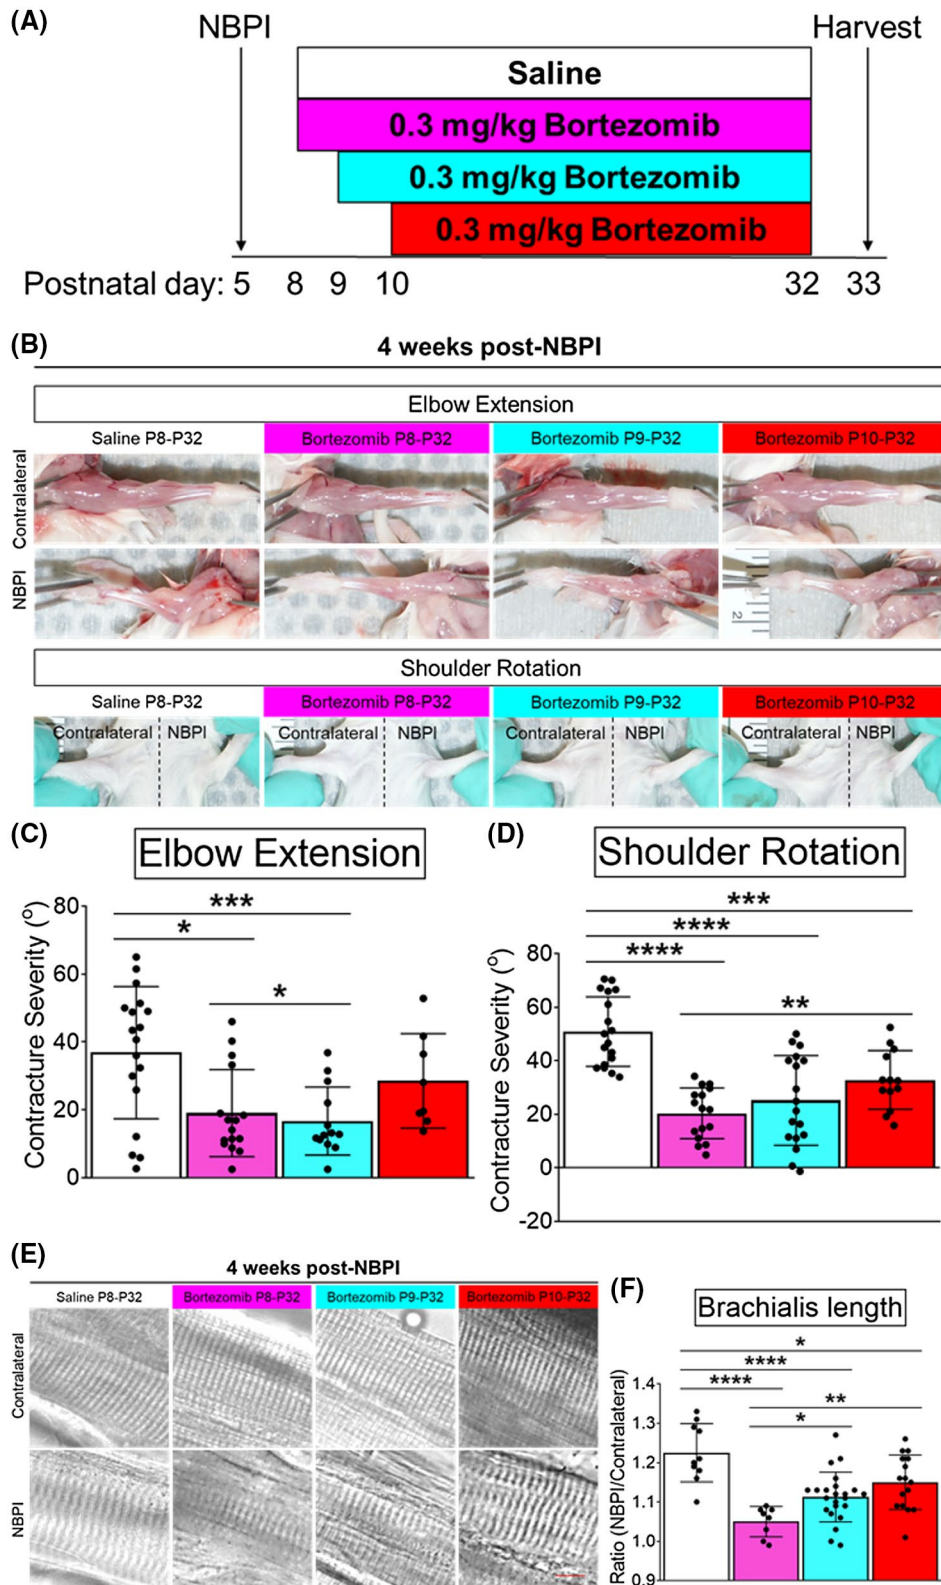 (A)
NBPI
Harvest
Saline
0.3 mg/kg Bortezomib
0.3 mg/kg Bortezomib
0.3 mg/kg Bortezomib
Postnatal day: 5 8 9 10 32 33
(B)
4 weeks post-NBPI
Elbow Extension
Saline P8-P32 Bortezomib P8-P32 Bortezomib P9-P32 Bortezomib P10-P32
Contralateral
NBPI
2
Shoulder Rotation
Saline P8-P32 Bortezomib P8-P32 Bortezomib P9-P32 Bortezomib P10-P32
Contralateral NBPI Contralateral NBPI Contralateral NBPI Contralateral NBPI
(C)
Elbow Extension
Contracture Severity (°)
80
60
40
20
0
***
*
*
(D)
Shoulder Rotation
Contracture Severity (°)
80
60
40
20
0
-20
***
****
****
**
(E)
4 weeks post-NBPI
Saline P8-P32 Bortezomib P8-P32 Bortezomib P9-P32 Bortezomib P10-P32
Contralateral
NBPI
(F)
Brachialis length
Ratio (NBPI/Contralateral)
1.4
1.3
1.2
1.1
1.0
0.9
*
****
****
**
*